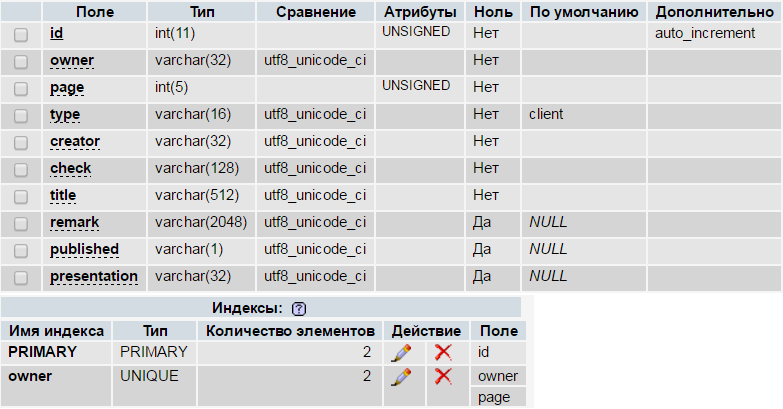 Поле Тип Сравнение Атрибуты Ноль По умолчанию Дополнительно
id int(11) UNSIGNED Нет auto_increment
owner varchar(32) utf8_unicode_ci Нет
page int(5) UNSIGNED Нет
type varchar(16) utf8_unicode_ci Нет client
creator varchar(32) utf8_unicode_ci Нет
check varchar(128) utf8_unicode_ci Нет
title varchar(512) utf8_unicode_ci Нет
remark varchar(2048) utf8_unicode_ci Да NULL
published varchar(1) utf8_unicode_ci Да NULL
presentation varchar(32) utf8_unicode_ci Да NULL
Индексы: ?
Имя индекса Тип Количество элементов Действие Поле
PRIMARY PRIMARY 2 id
owner UNIQUE 2 owner
page